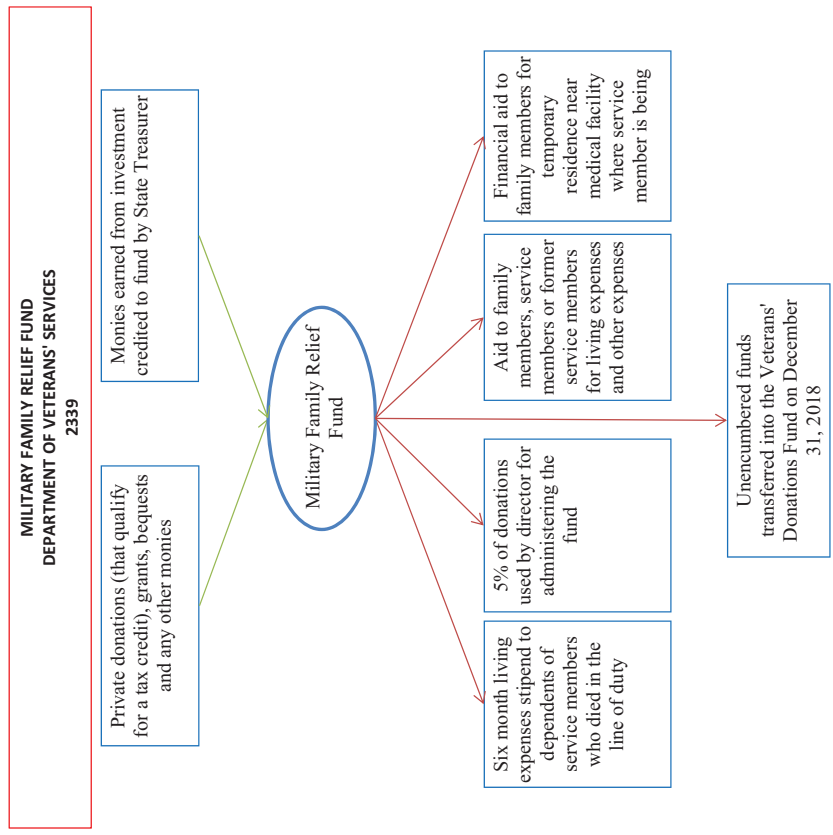 MILITARY FAMILY RELIEF FUND
DEPARTMENT OF VETERANS' SERVICES
2339
Private donations (that qualify
for a tax credit), grants, bequests
and any other monies
Monies earned from investment
credited to fund by State Treasurer
Military Family Relief
Fund
Six month living
expenses stipend to
dependents of
service members
who died in the
line of duty
5% of donations
used by director for
administering the
fund
Aid to family
members, service
members or former
service members
for living expenses
and other expenses
Financial aid to
family members for
temporary
residence near
medical facility
where service
member is being
Unencumbered funds
transferred into the Veterans'
Donations Fund on December
31, 2018